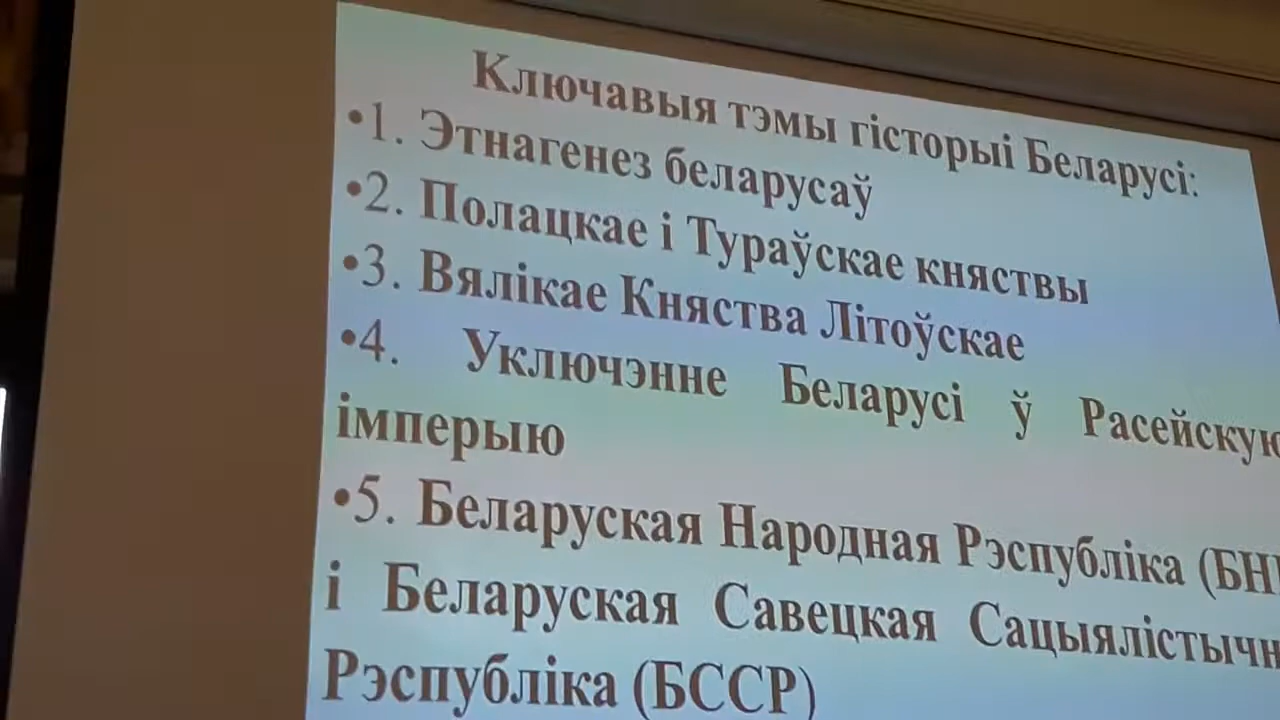 Ключавыя тэмы гісторыі Беларусі:
•1. Этнагенез беларусаў
•2. Полацкае і Тураўскае княствы
•3. Вялікае Княства Літоўскае
•4. Уключэнне Беларусі ў Расейскую
імперыю
•5. Беларуская Народная Рэспубліка
і Беларуская Савецкая
Рэспубліка (БССР)